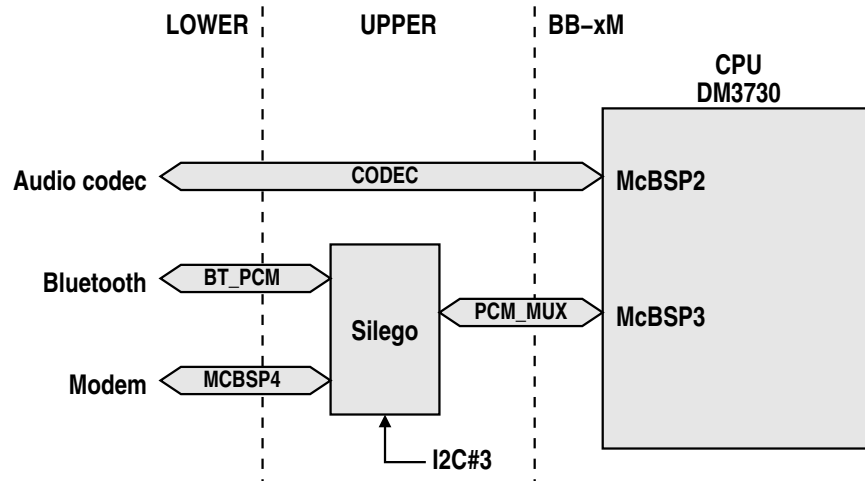 LOWER
UPPER
BB-xM
CPU
DM3730
Audio codec
CODEC
McBSP2
Bluetooth
BT_PCM
Silego
PCM_MUX
McBSP3
Modem
MCBSP4
I2C#3